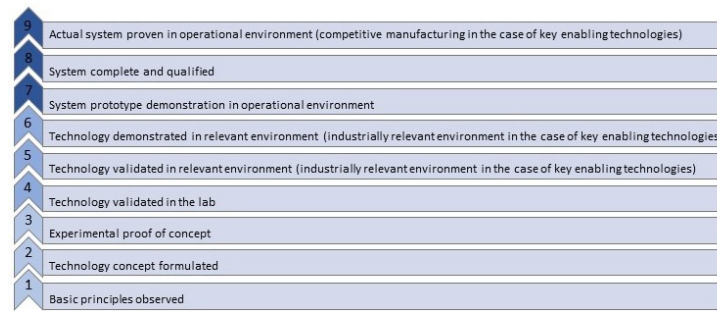 9 Actual system proven in operational environment (competitive manufacturing in the case of key enabling technologies)
8 System complete and qualified
7 System prototype demonstration in operational environment
6 Technology demonstrated in relevant environment (industrially relevant environment in the case of key enabling technologies
5 Technology validated in relevant environment (industrially relevant environment in the case of key enabling technologies)
4 Technology validated in the lab
3 Experimental proof of concept
2 Technology concept formulated
1 Basic principles observed